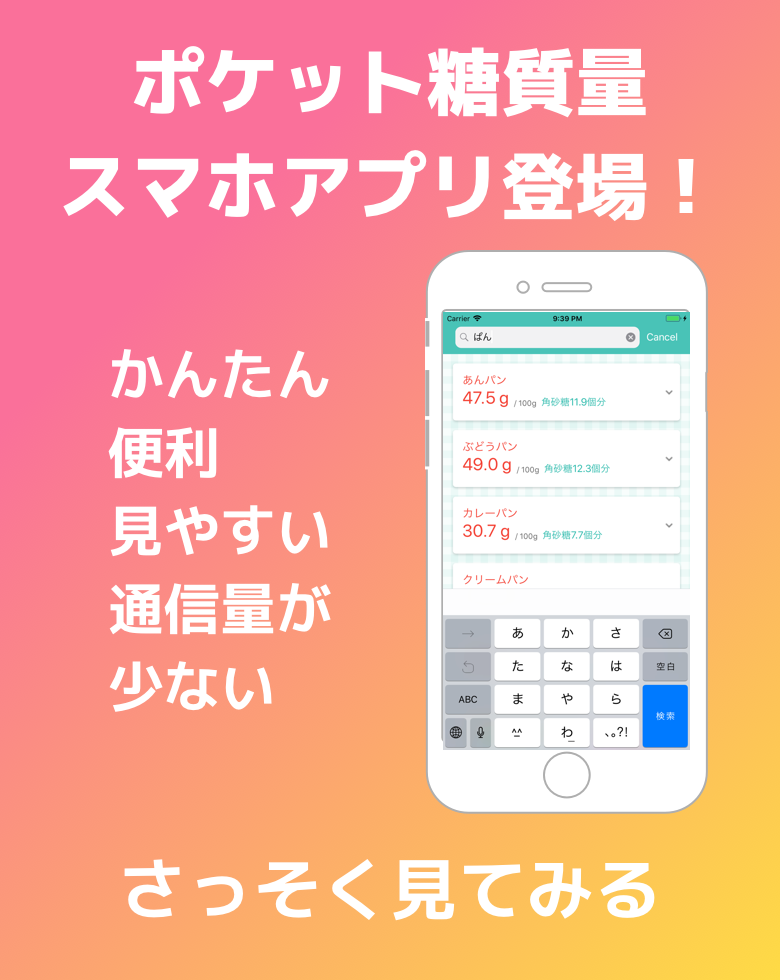 ポケット糖質量
スマホアプリ登場！
かんたん
便利
見やすい
通信量が
少ない
Carrier 9:39 PM
ぱん Cancel
あんパン
47.5 g / 100g 角砂糖11.9個分
ぶどうパン
49.0 g / 100g 角砂糖12.3個分
カレーパン
30.7 g / 100g 角砂糖7.7個分
クリームパン
→ あ か さ
た な は 空白
ABC ま や ら 検索
^^ わ 、。?!
さっそく見てみる